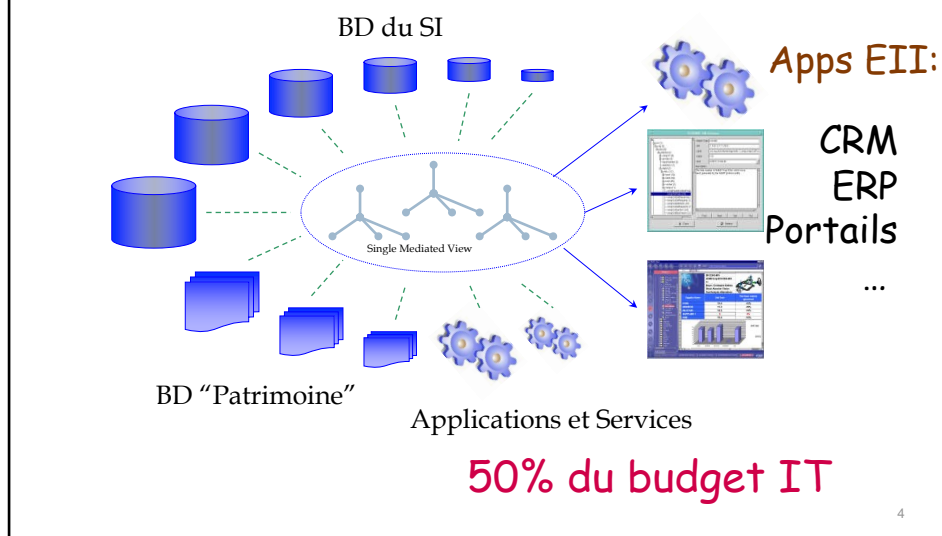 BD du SI
Apps EII:
CRM
ERP
Portails
...
Single Mediated View
BD “Patrimoine”
Applications et Services
50% du budget IT
4